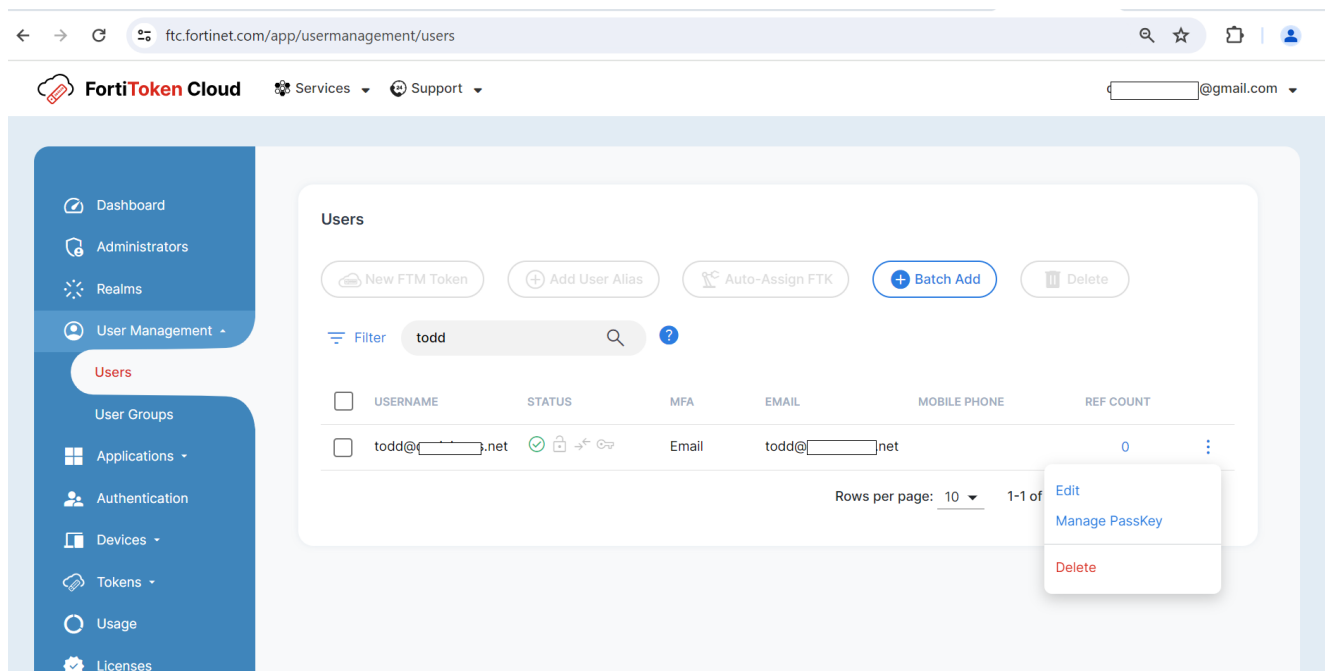 ftc.fortinet.com/app/usermanagement/users
FortiToken Cloud Services Support @gmail.com
Dashboard
Administrators
Realms
User Management
Users
User Groups
Applications
Authentication
Devices
Tokens
Usage
Licenses
Users
New FTM Token Add User Alias Auto-Assign FTK Batch Add Delete
Filter todd ?
USERNAME STATUS MFA EMAIL MOBILE PHONE REF COUNT
todd@ s.net Email todd@ .net 0
Rows per page: 10 1-1 of
Edit
Manage PassKey
Delete